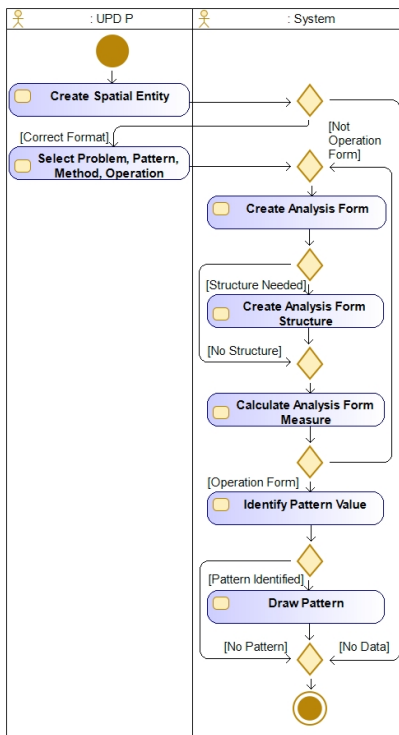 : UPD P
: System
Create Spatial Entity
[Correct Format]
[Not
Operation
Form]
Select Problem, Pattern,
Method, Operation
Create Analysis Form
[Structure Needed]
Create Analysis Form
Structure
[No Structure]
Calculate Analysis Form
Measure
[Operation Form]
Identify Pattern Value
[Pattern Identified]
Draw Pattern
[No Pattern]
[No Data]